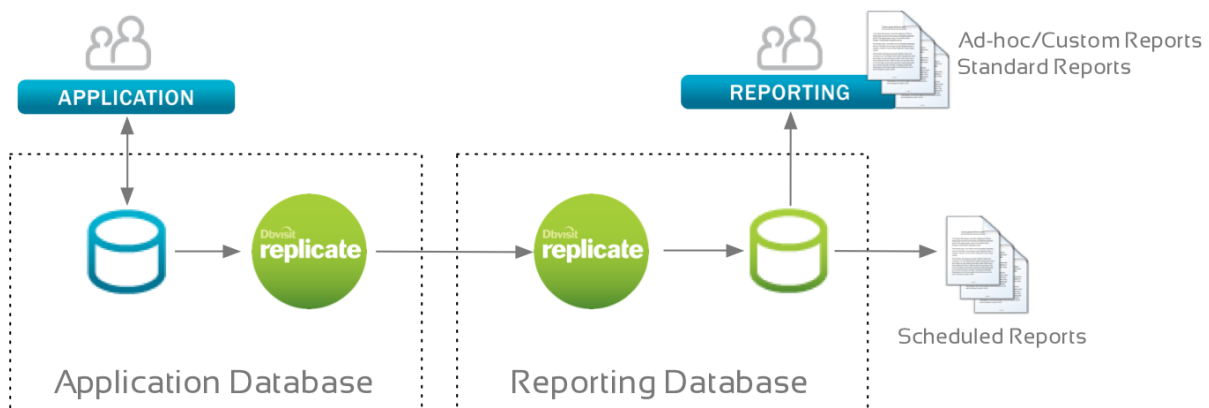 Ad-hoc/Custom Reports
Standard Reports
APPLICATION
REPORTING
Dbvisit
replicate
Dbvisit
replicate
Scheduled Reports
Application Database
Reporting Database